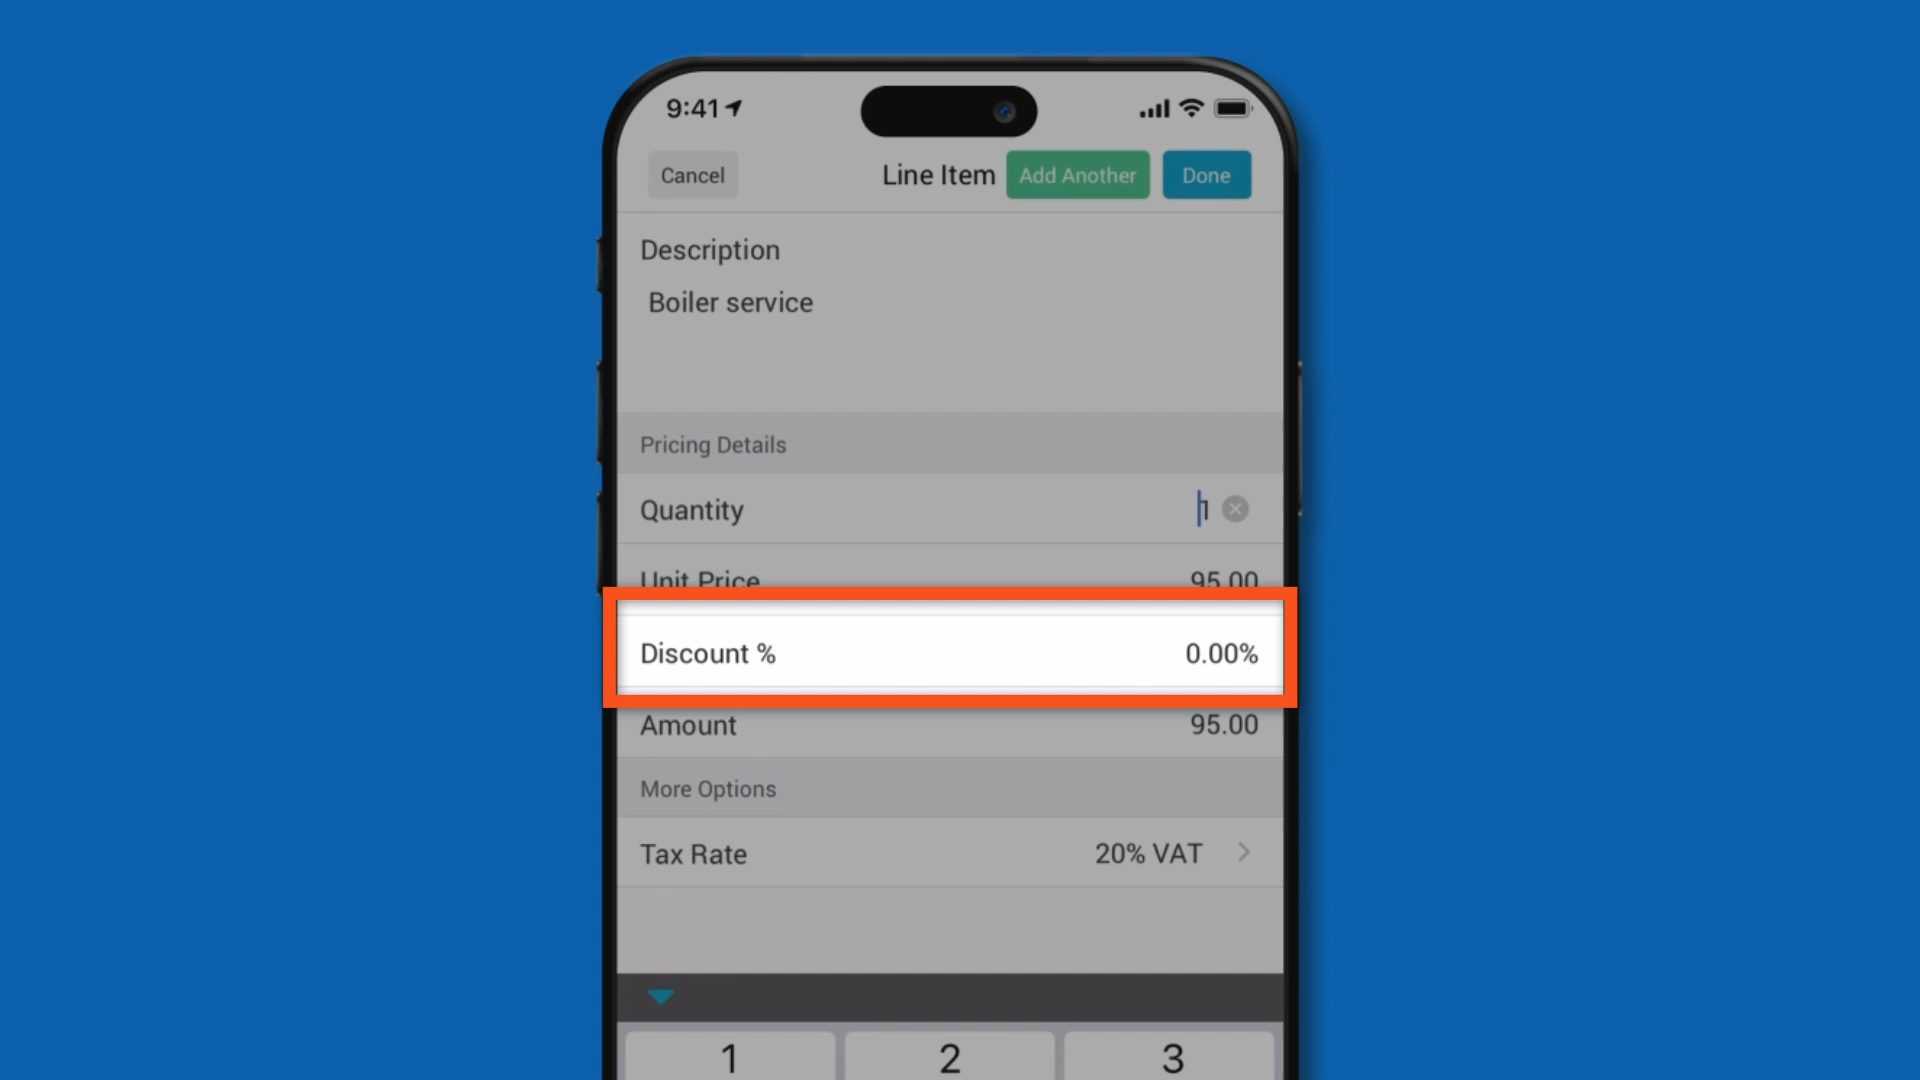 9:41
Cancel Line Item Add Another Done
Description
Boiler service
Pricing Details
Quantity 1
Unit Price 95.00
Discount % 0.00%
Amount 95.00
More Options
Tax Rate 20% VAT
1 2 3